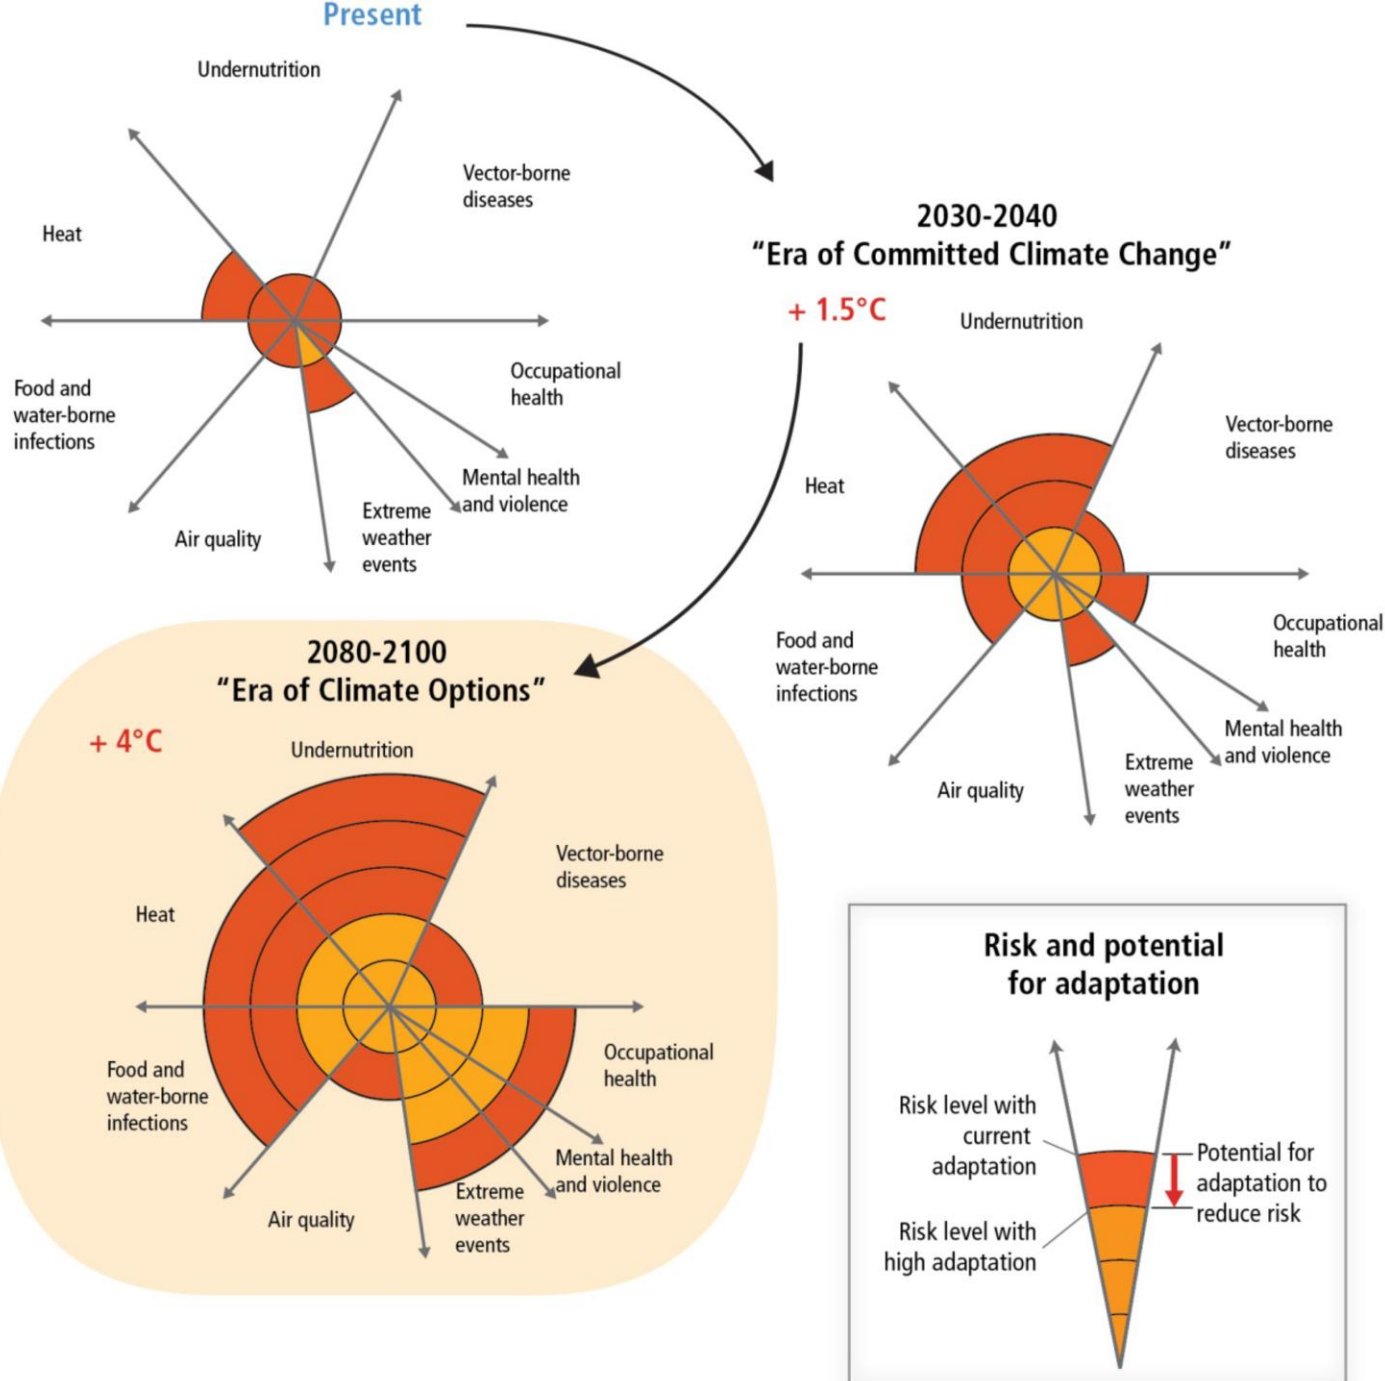 Present
Undernutrition
Vector-borne
diseases
Heat
Occupational
health
Food and
water-borne
infections
Mental health
and violence
Extreme
weather
events
Air quality
2030-2040
“Era of Committed Climate Change”
+ 1.5°C
Undernutrition
Vector-borne
diseases
Heat
Occupational
health
Food and
water-borne
infections
Mental health
and violence
Extreme
weather
events
Air quality
2080-2100
“Era of Climate Options”
+ 4°C
Undernutrition
Vector-borne
diseases
Heat
Occupational
health
Food and
water-borne
infections
Mental health
and violence
Extreme
weather
events
Air quality
Risk and potential
for adaptation
Risk level with
current
adaptation
Potential for
adaptation to
reduce risk
Risk level with
high adaptation